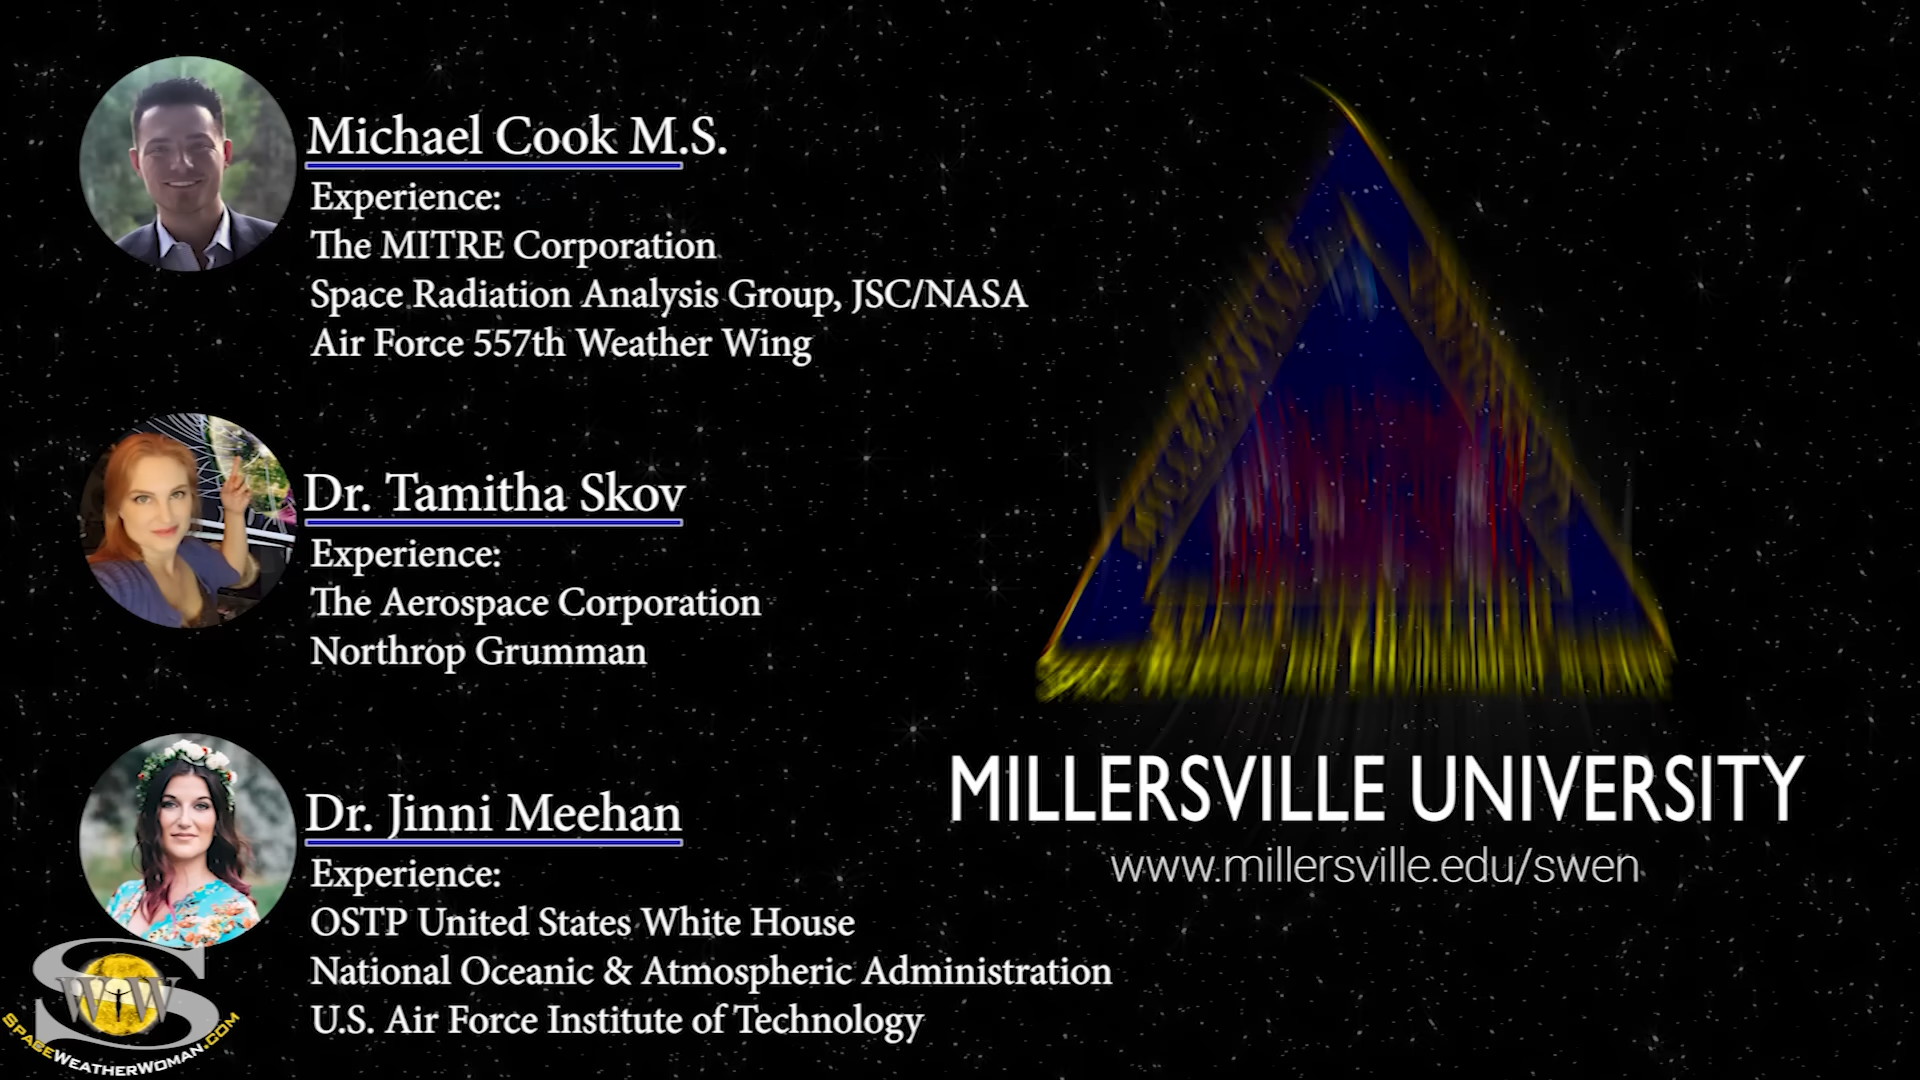 Michael Cook M.S.
Experience:
The MITRE Corporation
Space Radiation Analysis Group, JSC/NASA
Air Force 557th Weather Wing
Dr. Tamitha Skov
Experience:
The Aerospace Corporation
Northrop Grumman
Dr. Jinni Meehan
Experience:
OSTP United States White House
National Oceanic & Atmospheric Administration
U.S. Air Force Institute of Technology
MILLERSVILLE UNIVERSITY
www.millersville.edu/swen
S
WW
SPACEWEATHERWOMAN.COM